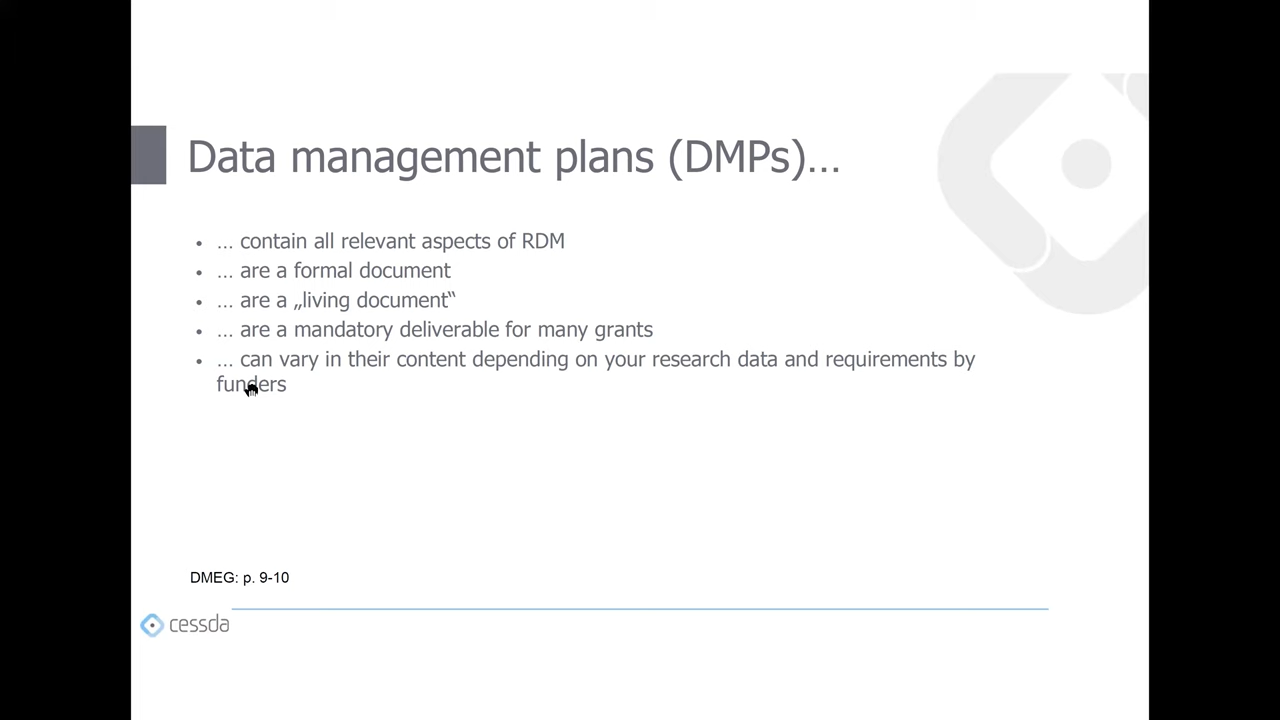 Data management plans (DMPs)...
• ... contain all relevant aspects of RDM
• ... are a formal document
• ... are a „living document“
• ... are a mandatory deliverable for many grants
• ... can vary in their content depending on your research data and requirements by
funders
DMEG: p. 9-10
cessda